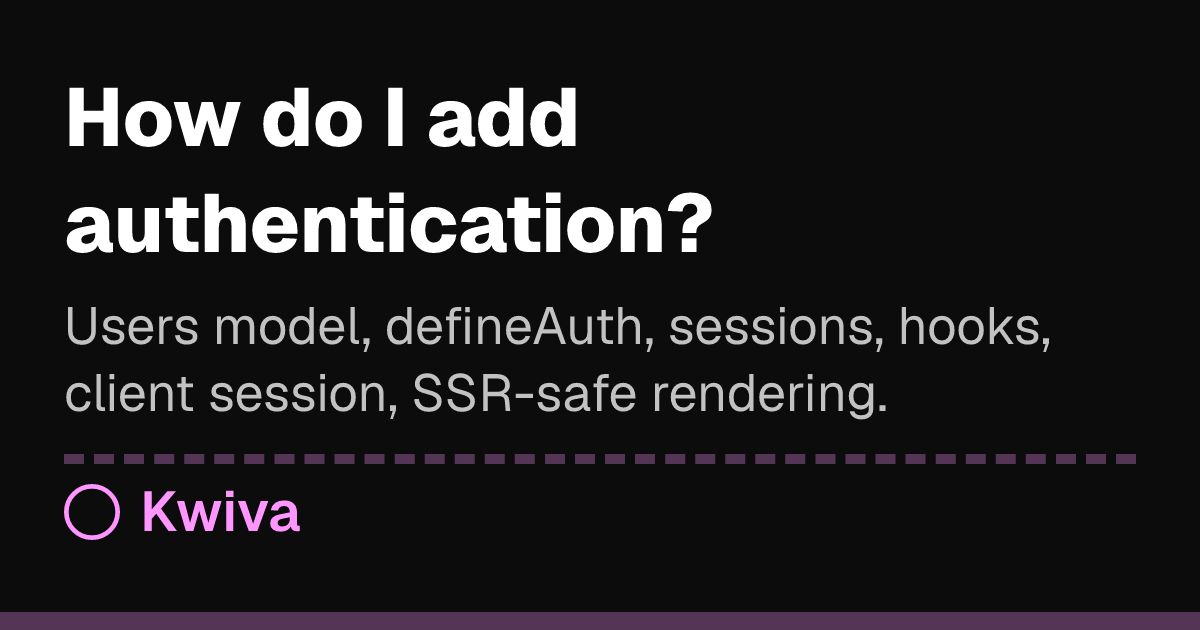 How do I add
authentication?
Users model, defineAuth, sessions, hooks,
client session, SSR-safe rendering.
Kwiva